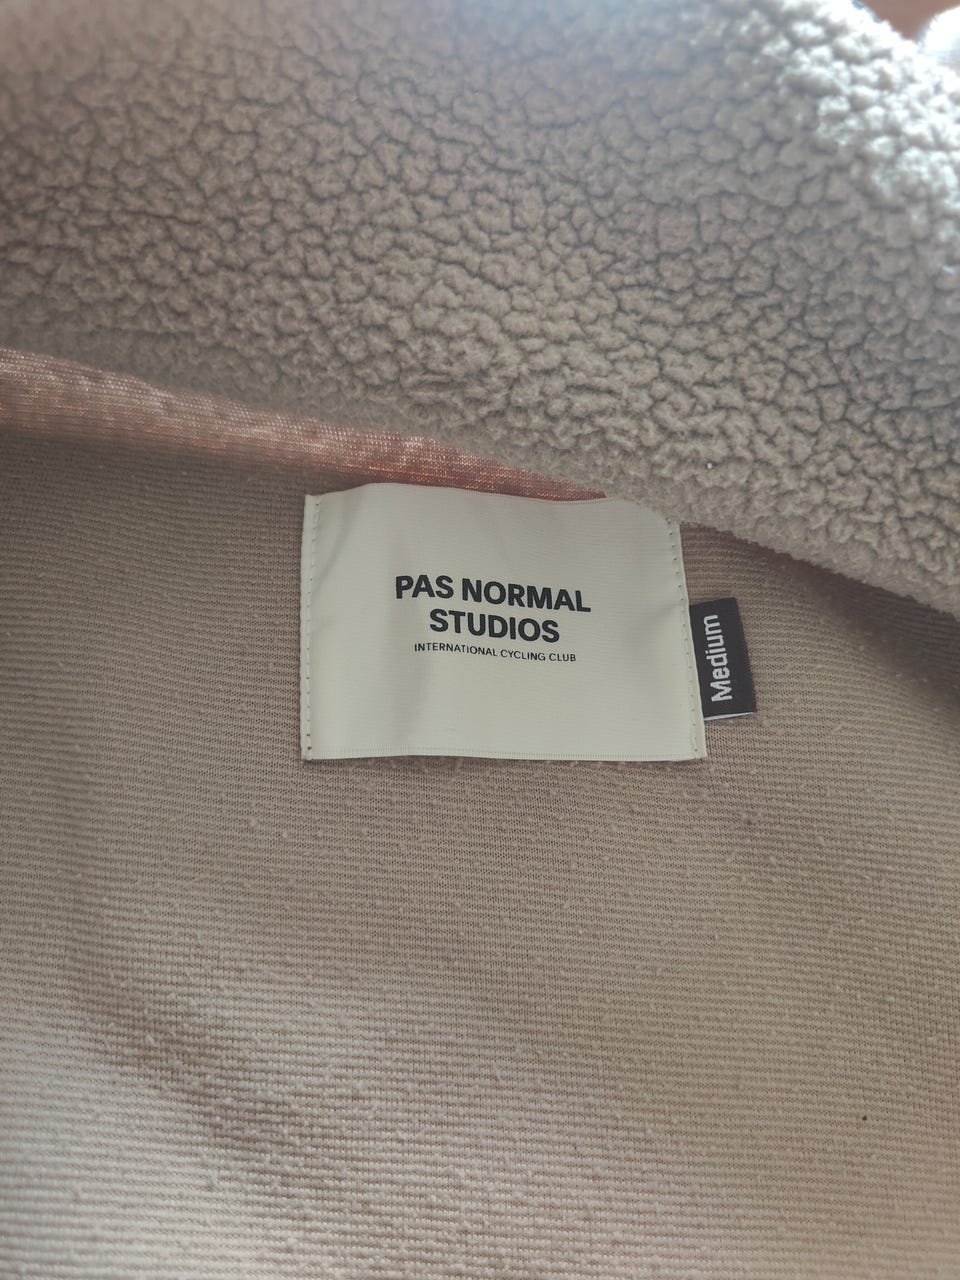 PAS NORMAL
STUDIOS
INTERNATIONAL CYCLING CLUB
Medium